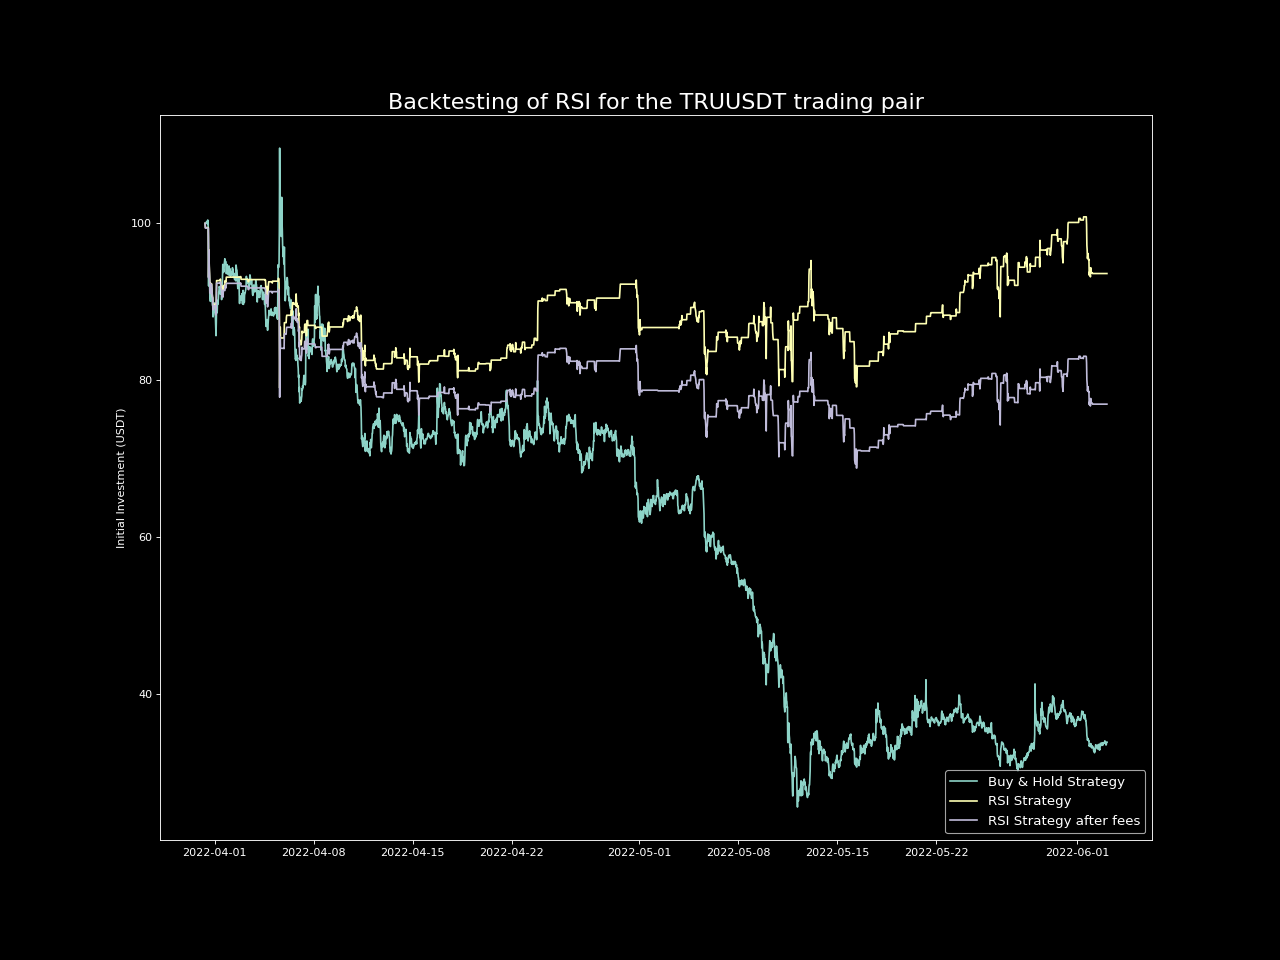 Backtesting of RSI for the TRUUSDT trading pair
Initial Investment (USDT)
100
80
60
40
2022-04-01
2022-04-08
2022-04-15
2022-04-22
2022-05-01
2022-05-08
2022-05-15
2022-05-22
2022-06-01
Buy & Hold Strategy
RSI Strategy
RSI Strategy after fees